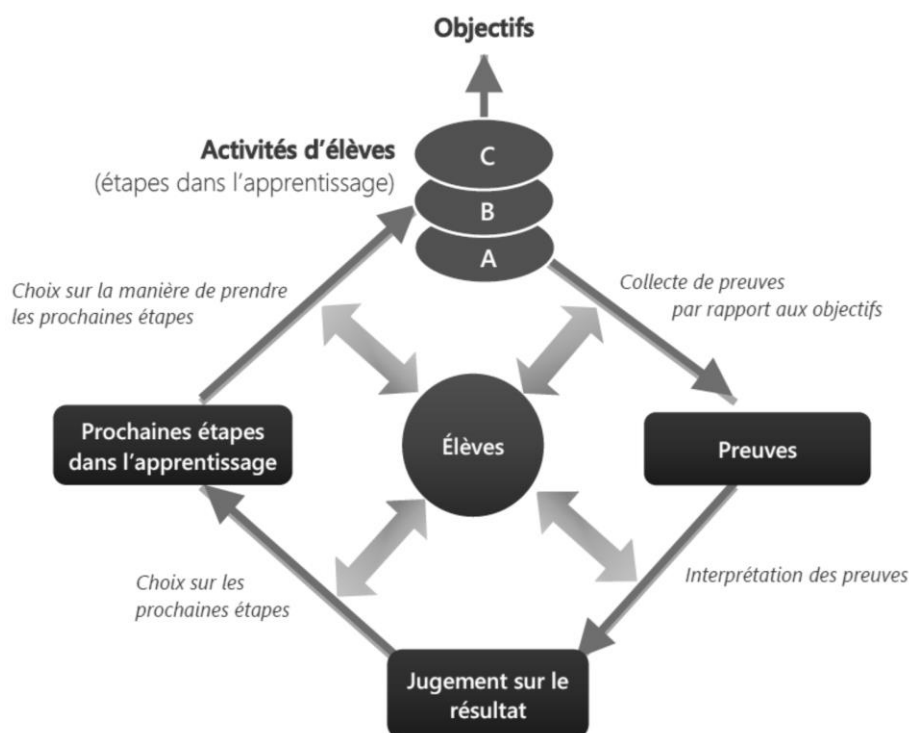 Objectifs
Activités d’élèves
(étapes dans l’apprentissage)
C
B
A
Choix sur la manière de prendre
les prochaines étapes
Collecte de preuves
par rapport aux objectifs
Prochaines étapes
dans l’apprentissage
Élèves
Preuves
Choix sur les
prochaines étapes
Interprétation des preuves
Jugement sur le
résultat